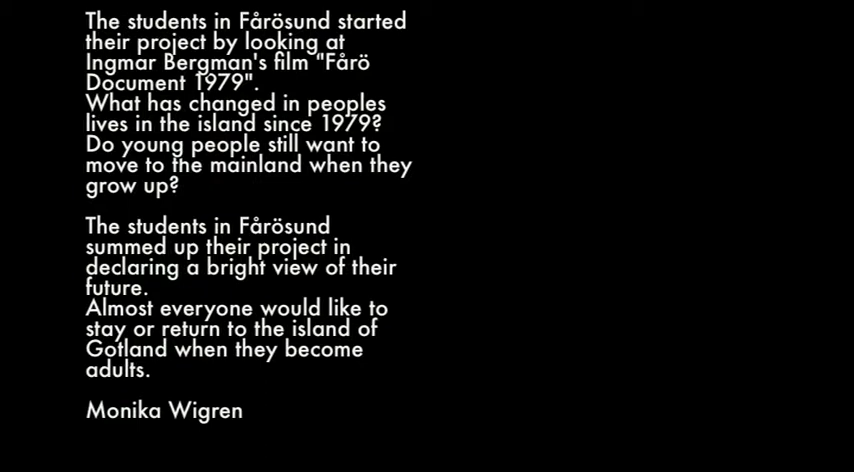 The students in Fårösund started
their project by looking at
Ingmar Bergman's film "Fårö
Document 1979".
What has changed in peoples
lives in the island since 1979?
Do young people still want to
move to the mainland when they
grow up?
The students in Fårösund
summed up their project in
declaring a bright view of their
future.
Almost everyone would like to
stay or return to the island of
Gotland when they become
adults.
Monika Wigren